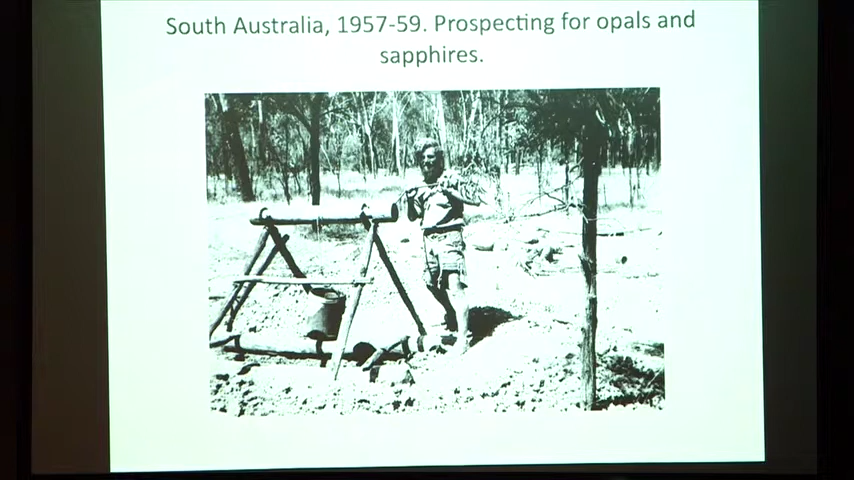 South Australia, 1957-59. Prospecting for opals and
sapphires.